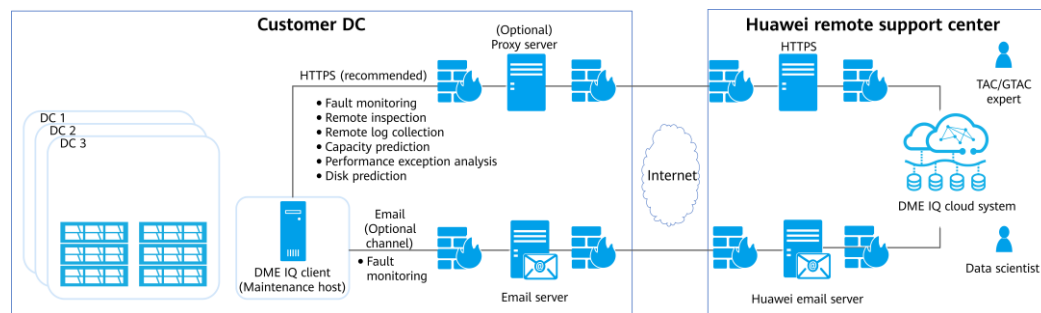 Customer DC
Huawei remote support center
(Optional)
Proxy server
HTTPS
HTTPS (recommended)
• Fault monitoring
• Remote inspection
• Remote log collection
• Capacity prediction
• Performance exception analysis
• Disk prediction
TAC/GTAC
expert
DC 1
DC 2
DC 3
Internet
DME IQ cloud system
Email
(Optional
channel)
• Fault
monitoring
DME IQ client
(Maintenance host)
Email server
Huawei email server
Data scientist